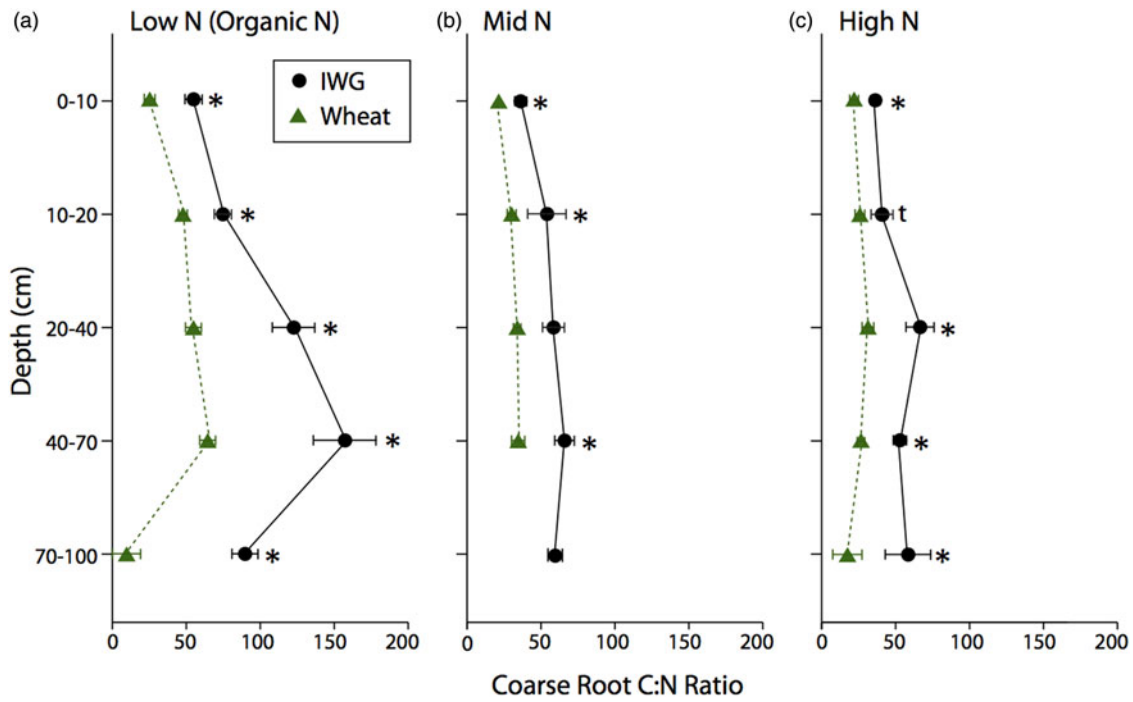 (a) Low N (Organic N)
(b) Mid N
(c) High N
IWG
Wheat
Depth (cm)
0-10
*
*
*
10-20
*
*
t
20-40
*
*
40-70
*
*
*
70-100
*
*
0 50 100 150 200
0 50 100 150 200
0 50 100 150 200
Coarse Root C:N Ratio